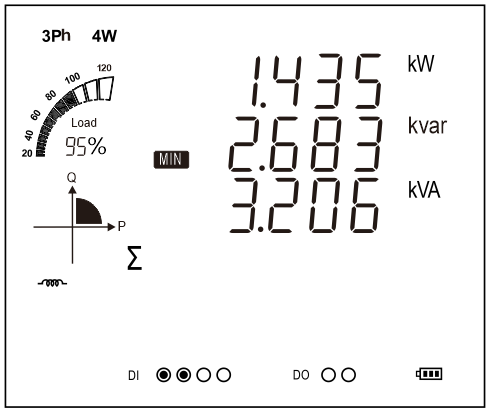 3Ph 4W
120
100
80
60
40
20
Load
95%
1.435 kW
MIN
2.683 kvar
3.206 kVA
Q
P
Σ
DI
DO